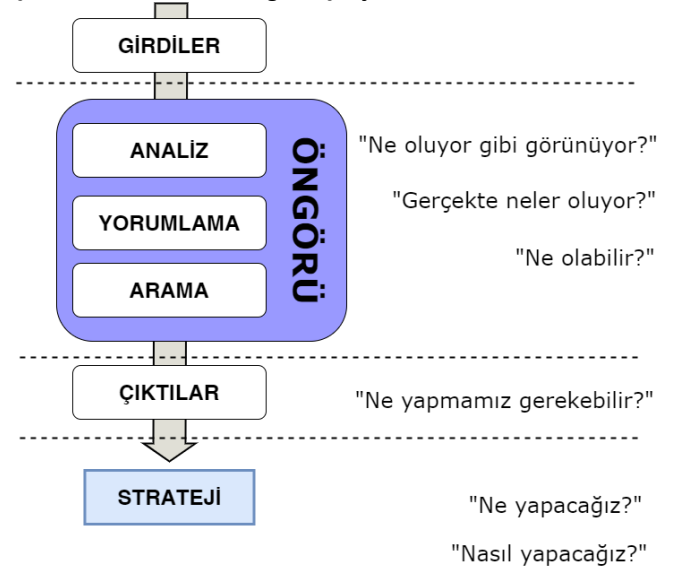 GİRDİLER
ANALİZ
"Ne oluyor gibi görünüyor?"
ÖNGÖRÜ
YORUMLAMA
"Gerçekte neler oluyor?"
ARAMA
"Ne olabilir?"
ÇIKTILAR
"Ne yapmamız gerekebilir?"
STRATEJİ
"Ne yapacağız?"
"Nasıl yapacağız?"